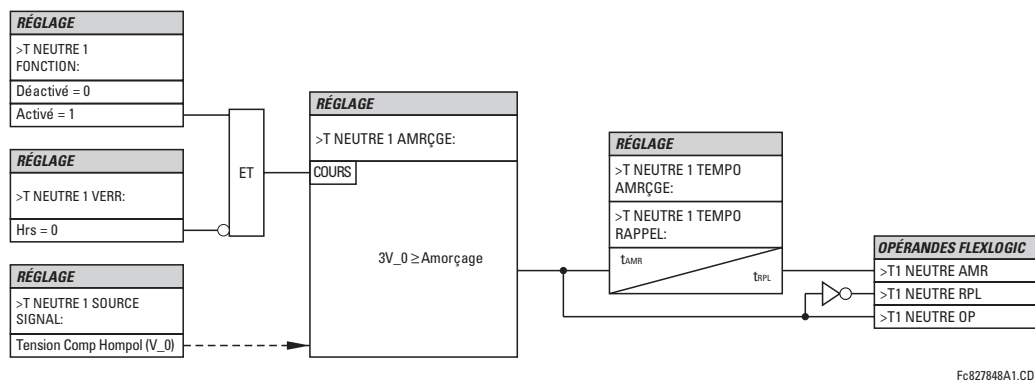 RÉGLAGE
>T NEUTRE 1
FONCTION:
Déactivé = 0
Activé = 1
RÉGLAGE
>T NEUTRE 1 VERR:
Hrs = 0
RÉGLAGE
>T NEUTRE 1 SOURCE
SIGNAL:
Tension Comp Hompol (V_0)
ET
RÉGLAGE
>T NEUTRE 1 AMRÇGE:
COURS
3V_0 ≥ Amorçage
RÉGLAGE
>T NEUTRE 1 TEMPO
AMRÇGE:
>T NEUTRE 1 TEMPO
RAPPEL:
tAMR
tRPL
OPÉRANDES FLEXLOGIC
>T1 NEUTRE AMR
>T1 NEUTRE RPL
>T1 NEUTRE OP
Fc827848A1.CD